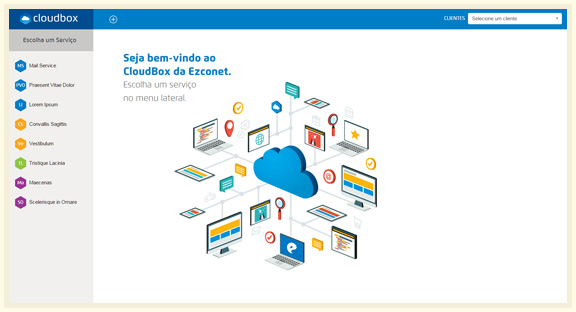 cloudbox
CLIENTES
Selecione um cliente
Escolha um Serviço
MS Mail Service
PVD Praesent Vitae Dolor
LI Lorem Ipsum
CS Convallis Sagittis
Ve Vestibulum
TL Tristique Lacinia
Ma Maecenas
SO Scelerisque in Ornare
Seja bem-vindo ao
CloudBox da Ezconet.
Escolha um serviço
no menu lateral.